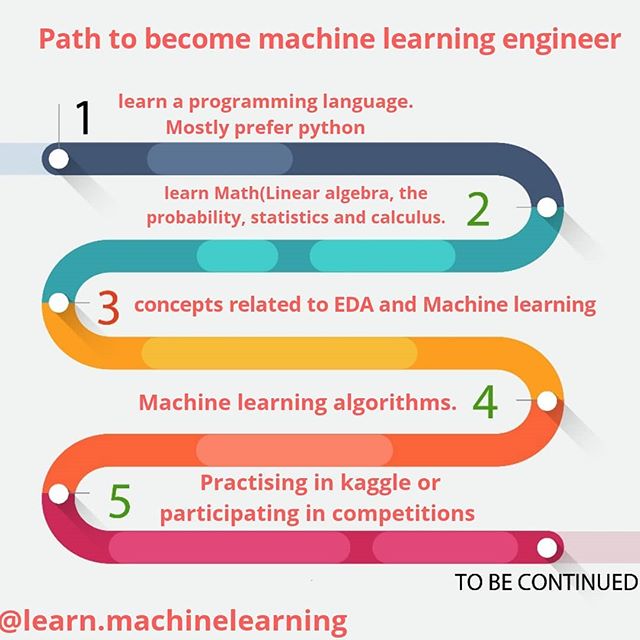 Path to become machine learning engineer
1
learn a programming language.
Mostly prefer python
learn Math(Linear algebra, the
probability, statistics and calculus.
2
3
concepts related to EDA and Machine learning
Machine learning algorithms.
4
5
Practising in kaggle or
participating in competitions
TO BE CONTINUED
@learn.machinelearning